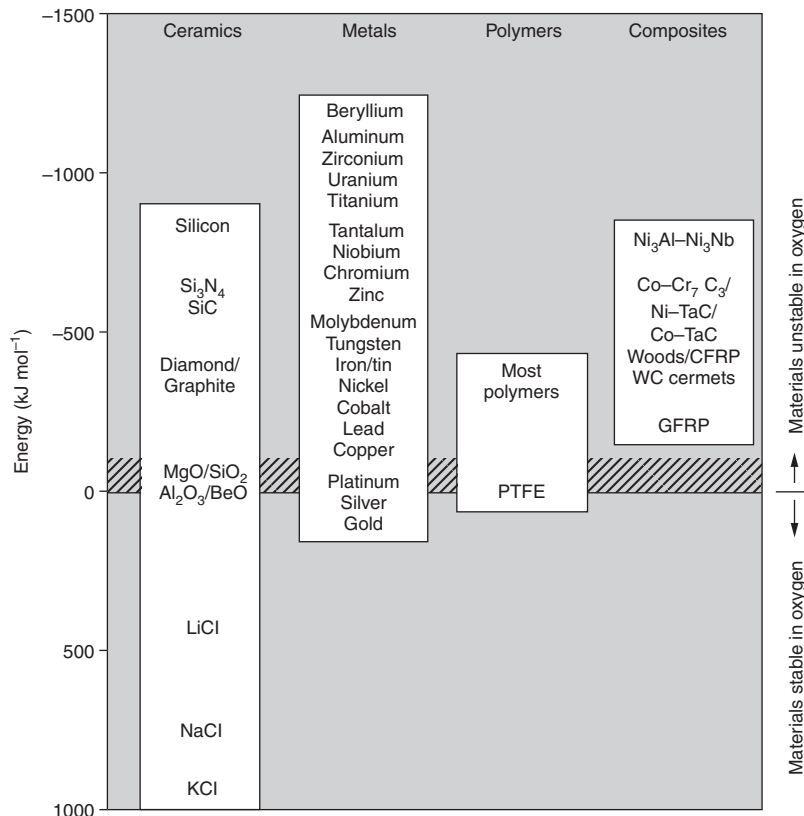 −1500
−1000
−500
0
500
1000
Energy (kJ mol⁻¹)
Ceramics
Silicon
Si₃N₄
SiC
Diamond/
Graphite
MgO/SiO₂
Al₂O₃/BeO
LiCl
NaCl
KCl
Metals
Beryllium
Aluminum
Zirconium
Uranium
Titanium
Tantalum
Niobium
Chromium
Zinc
Molybdenum
Tungsten
Iron/tin
Nickel
Cobalt
Lead
Copper
Platinum
Silver
Gold
Polymers
Most
polymers
PTFE
Composites
Ni₃Al–Ni₃Nb
Co–Cr₇ C₃/
Ni–TaC/
Co–TaC
Woods/CFRP
WC cermets
GFRP
Materials unstable in oxygen
Materials stable in oxygen